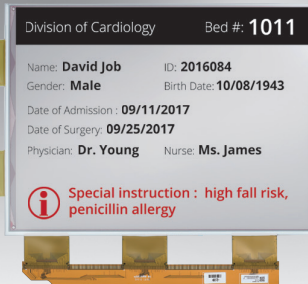 Division of Cardiology Bed #: 1011
Name: David Job ID: 2016084
Gender: Male Birth Date: 10/08/1943
Date of Admission : 09/11/2017
Date of Surgery: 09/25/2017
Physician: Dr. Young Nurse: Ms. James
Special instruction : high fall risk,
penicillin allergy